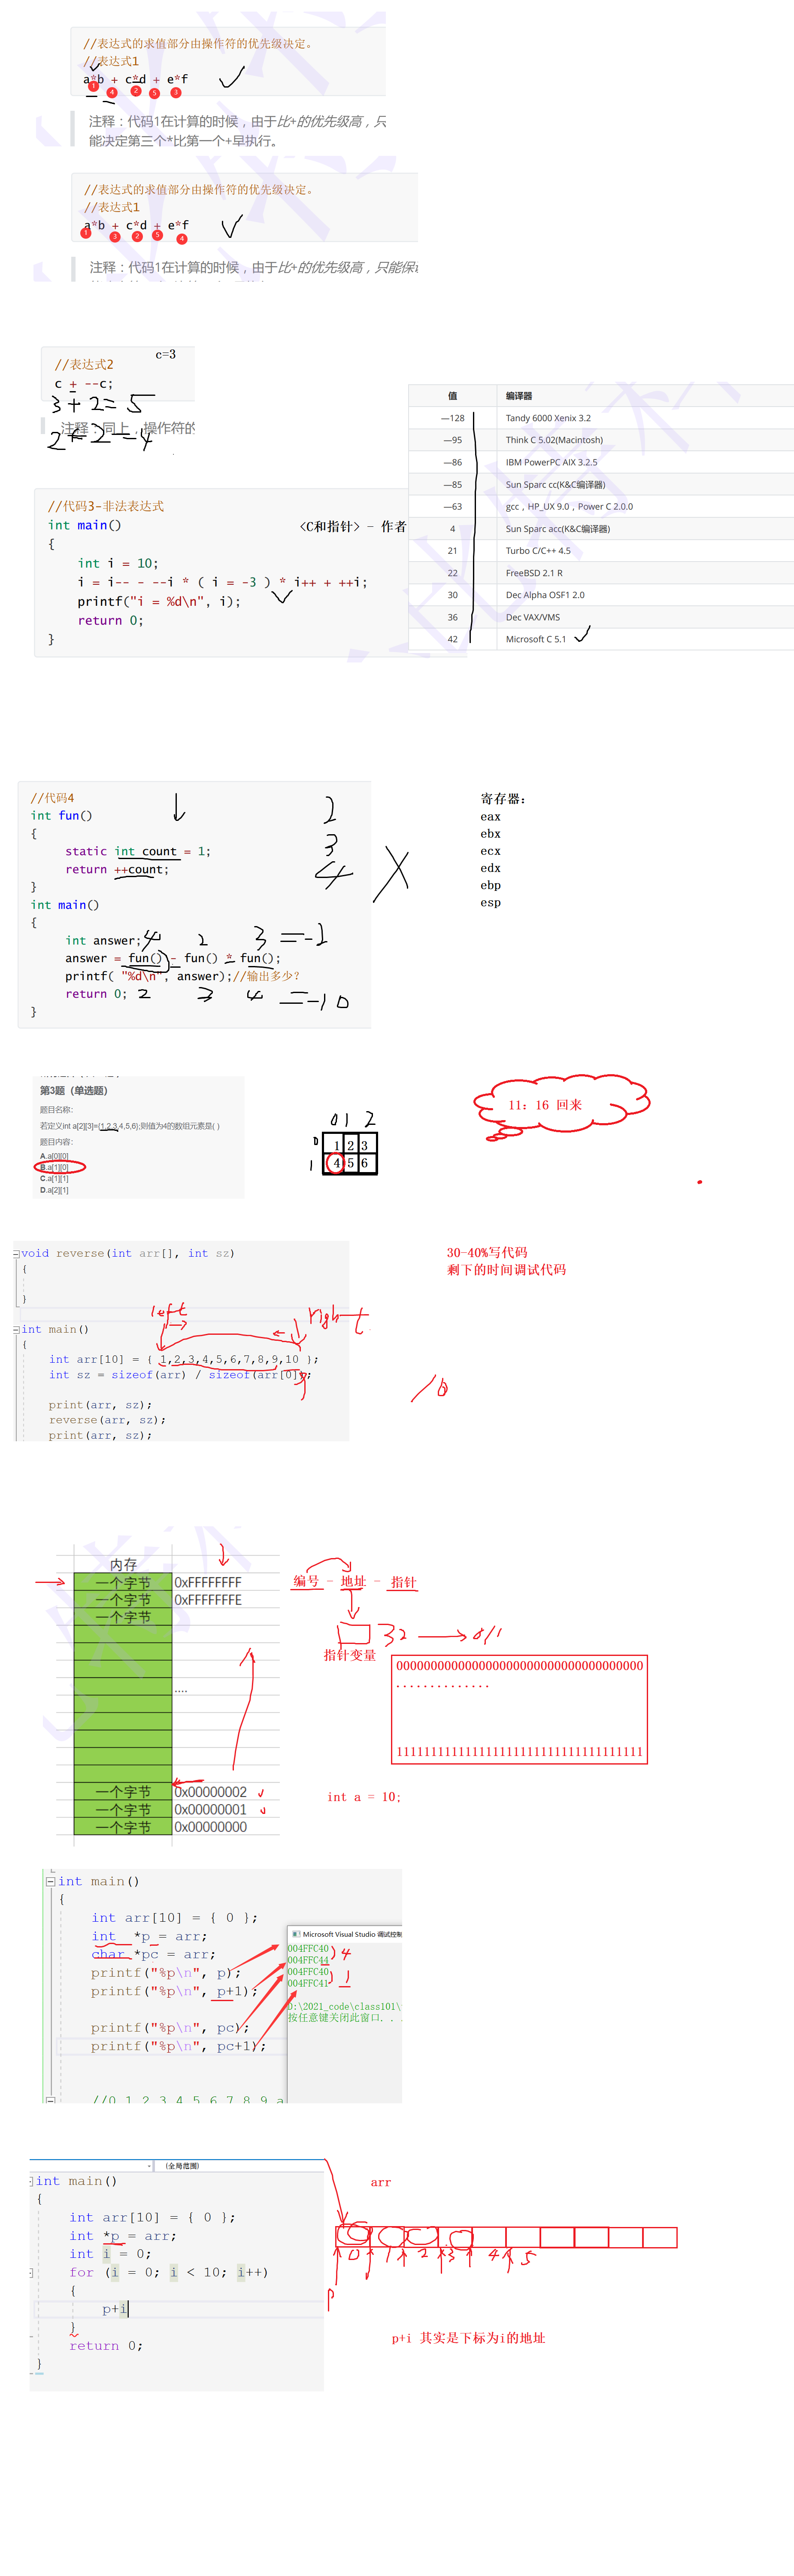 //表达式的求值部分由操作符的优先级决定。
//表达式1
a*b + c*d + e*f
1 4 2 5 3
注释：代码1在计算的时候，由于*比+的优先级高，只
能决定第三个*比第一个+早执行。
//表达式的求值部分由操作符的优先级决定。
//表达式1
a*b + c*d + e*f
1 3 2 5 4
注释：代码1在计算的时候，由于*比+的优先级高，只能保
c=3
//表达式2
c + --c;
3+2=5
注释：同上，操作符的
2+2=4
//代码3-非法表达式
int main()
{
int i = 10;
i = i-- - --i * ( i = -3 ) * i++ + ++i;
printf("i = %d\n", i);
return 0;
}
<C和指针> - 作者
值 编译器
—128 Tandy 6000 Xenix 3.2
—95 Think C 5.02(Macintosh)
—86 IBM PowerPC AIX 3.2.5
—85 Sun Sparc cc(K&C编译器)
—63 gcc，HP_UX 9.0，Power C 2.0.0
4 Sun Sparc acc(K&C编译器)
21 Turbo C/C++ 4.5
22 FreeBSD 2.1 R
30 Dec Alpha OSF1 2.0
36 Dec VAX/VMS
42 Microsoft C 5.1
//代码4
int fun()
{
static int count = 1;
return ++count;
}
int main()
{
int answer;
answer = fun() - fun() * fun();
printf( "%d\n", answer);//输出多少？
return 0;
}
2
3
4
4 2 3 =-2
2 3 4 =-10
寄存器：
eax
ebx
ecx
edx
ebp
esp
第3题（单选题）
题目名称：
若定义int a[2][3]={1,2,3,4,5,6};则值为4的数组元素是( )
题目内容：
A.a[0][0]
B.a[1][0]
C.a[1][1]
D.a[2][1]
0 1 2
0 1 2 3
1 4 5 6
11：16 回来
void reverse(int arr[], int sz)
{
}
int main()
{
int arr[10] = { 1,2,3,4,5,6,7,8,9,10 };
int sz = sizeof(arr) / sizeof(arr[0]);
print(arr, sz);
reverse(arr, sz);
print(arr, sz);
left
right
10
30-40%写代码
剩下的时间调试代码
内存
一个字节 0xFFFFFFFF
一个字节 0xFFFFFFFE
一个字节
....
一个字节 0x00000002
一个字节 0x00000001
一个字节 0x00000000
编号 - 地址 - 指针
32 0/1
指针变量
00000000000000000000000000000000000
..............
11111111111111111111111111111111111
int a = 10;
int main()
{
int arr[10] = { 0 };
int *p = arr;
char *pc = arr;
printf("%p\n", p);
printf("%p\n", p+1);
printf("%p\n", pc);
printf("%p\n", pc+1);
//0 1 2 3 4 5 6 7 8 9 a
Microsoft Visual Studio 调试控制
004FFC40
004FFC44
004FFC40
004FFC41
4
1
D:\2021_code\class101\
按任意键关闭此窗口. . .
(全局范围)
int main()
{
int arr[10] = { 0 };
int *p = arr;
int i = 0;
for (i = 0; i < 10; i++)
{
p+i
}
return 0;
}
arr
0 1 2 3 4 5
p
p+i 其实是下标为i的地址